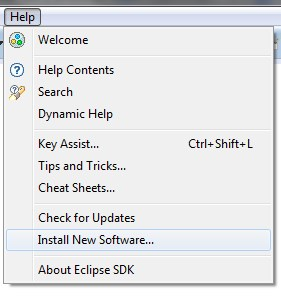 Help
Welcome
Help Contents
Search
Dynamic Help
Key Assist... Ctrl+Shift+L
Tips and Tricks...
Cheat Sheets...
Check for Updates
Install New Software...
About Eclipse SDK